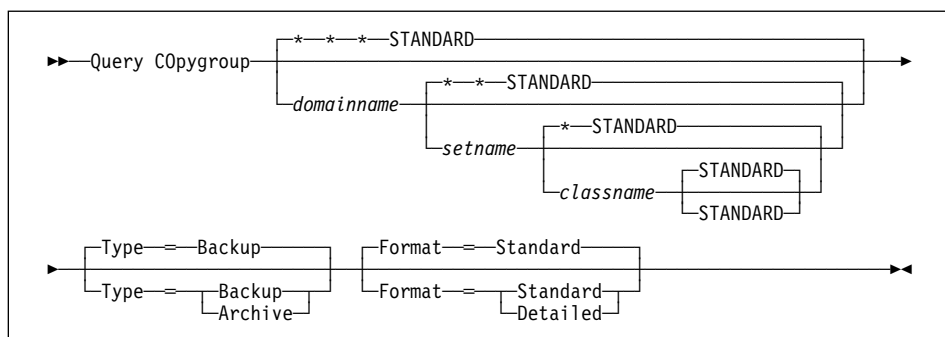 * * * STANDARD
Query COpygroup
domainname * * STANDARD
setname * STANDARD
classname STANDARD
STANDARD
Type = Backup Format = Standard
Type = Backup Format = Standard
Archive Detailed